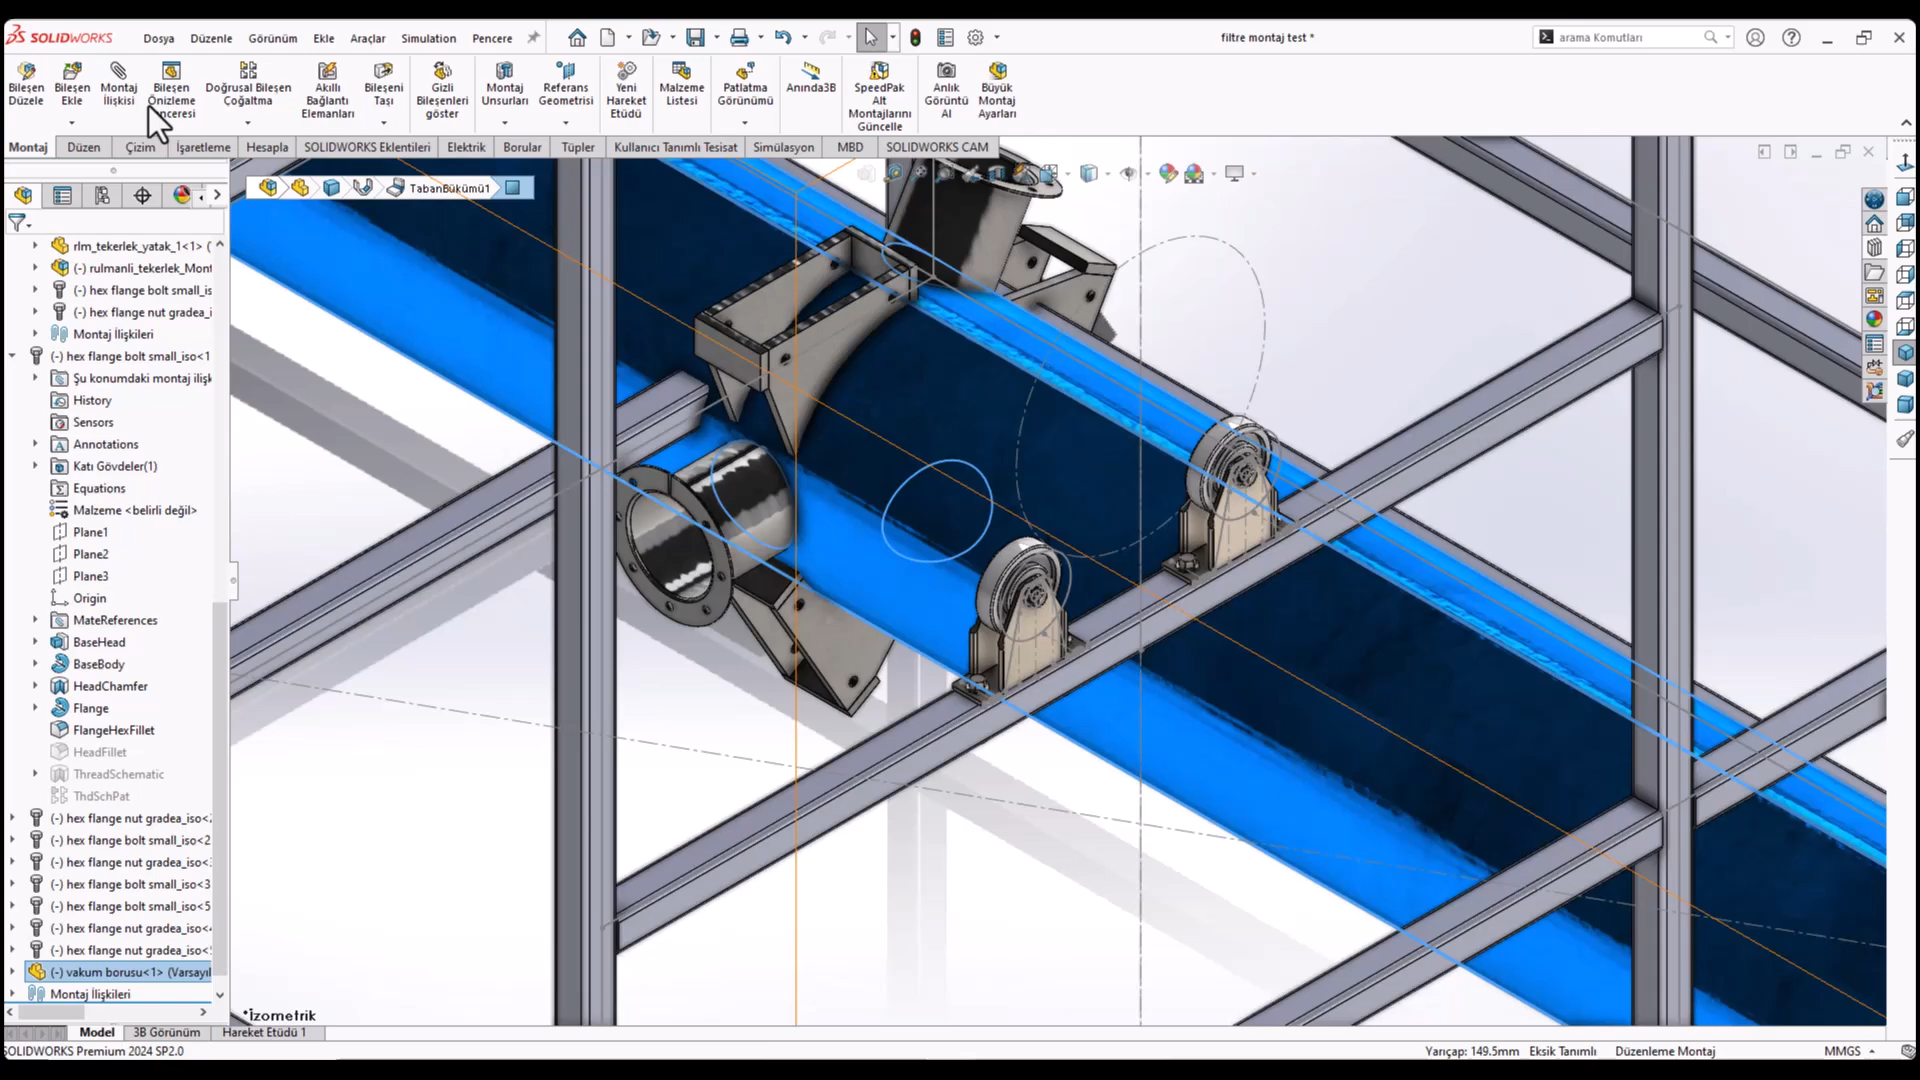 SOLIDWORKS
Dosya Düzenle Görünüm Ekle Araçlar Simulation Pencere
filtre montaj test *
arama Komutları
Bileşen Düzele
Bileşen Ekle
Montaj İlişkisi
Bileşen Önizleme
Doğrusal Bileşen Çoğaltma
Akıllı Bağlantı Elemanları
Bileşeni Taşı
Gizli Bileşenleri göster
Montaj Unsurları
Referans Geometrisi
Yeni Hareket Etüdü
Malzeme Listesi
Patlatma Görünümü
Anında3B
SpeedPak Alt Montajlarını Güncelle
Anlık Görüntü Al
Büyük Montaj Ayarları
Montaj Düzen Çizim İşaretleme Hesapla SOLIDWORKS Eklentileri Elektrik Borular Tüpler Kullanıcı Tanımlı Tesisat Simülasyon MBD SOLIDWORKS CAM
TabanBükümü1
rlm_tekerlek_yatak_1<1> (
(-) rulmanli_tekerlek_Mont
(-) hex flange bolt small_is
(-) hex flange nut gradea_i
Montaj İlişkileri
(-) hex flange bolt small_iso<1
Şu konumdaki montaj ilişk
History
Sensors
Annotations
Katı Gövdeler(1)
Equations
Malzeme <belirli değil>
Plane1
Plane2
Plane3
Origin
MateReferences
BaseHead
BaseBody
HeadChamfer
Flange
FlangeHexFillet
HeadFillet
ThreadSchematic
ThdSchPat
(-) hex flange nut gradea_iso<2
(-) hex flange bolt small_iso<2
(-) hex flange nut gradea_iso<3
(-) hex flange bolt small_iso<3
(-) hex flange bolt small_iso<5
(-) hex flange nut gradea_iso<4
(-) hex flange nut gradea_iso<5
(-) vakum borusu<1> (Varsayıl
Montaj İlişkileri
*İzometrik
Model 3B Görünüm Hareket Etüdü 1
SOLIDWORKS Premium 2024 SP2.0
Yarıçap: 149.5mm Eksik Tanımlı Düzenleme Montaj MMGS